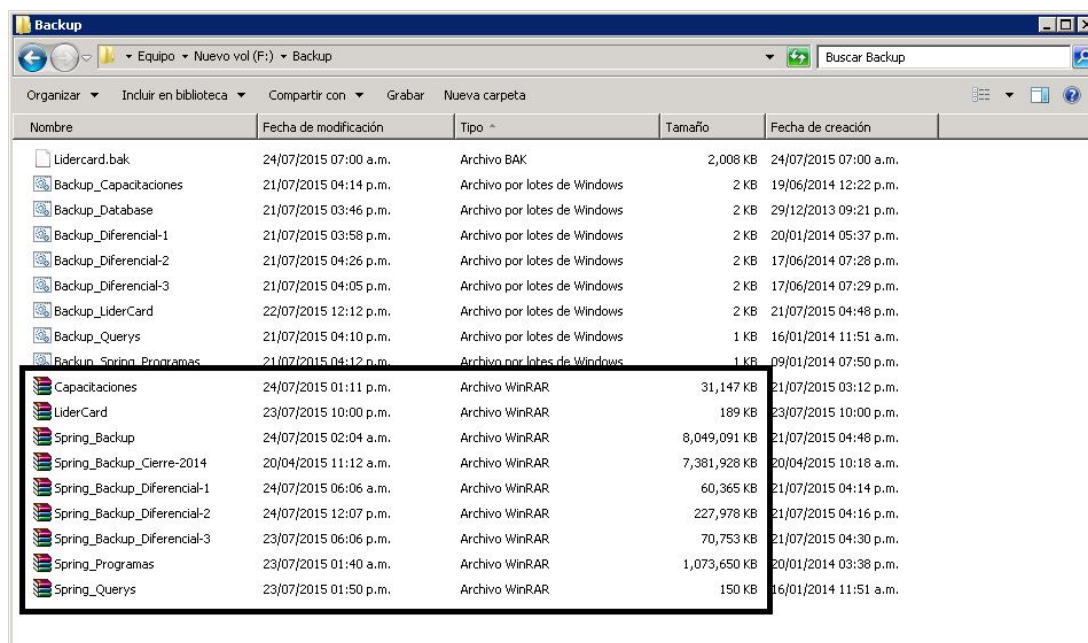 Backup
Equipo Nuevo vol (F:) Backup Buscar Backup
Organizar Incluir en biblioteca Compartir con Grabar Nueva carpeta
Nombre Fecha de modificación Tipo Tamaño Fecha de creación
Lidercard.bak 24/07/2015 07:00 a.m. Archivo BAK 2,008 KB 24/07/2015 07:00 a.m.
Backup_Capacitaciones 21/07/2015 04:14 p.m. Archivo por lotes de Windows 2 KB 19/06/2014 12:22 p.m.
Backup_Database 21/07/2015 03:46 p.m. Archivo por lotes de Windows 2 KB 29/12/2013 09:21 p.m.
Backup_Diferencial-1 21/07/2015 03:58 p.m. Archivo por lotes de Windows 2 KB 20/01/2014 05:37 p.m.
Backup_Diferencial-2 21/07/2015 04:26 p.m. Archivo por lotes de Windows 2 KB 17/06/2014 07:28 p.m.
Backup_Diferencial-3 21/07/2015 04:05 p.m. Archivo por lotes de Windows 2 KB 17/06/2014 07:29 p.m.
Backup_LiderCard 22/07/2015 12:12 p.m. Archivo por lotes de Windows 2 KB 21/07/2015 04:48 p.m.
Backup_Querys 21/07/2015 04:10 p.m. Archivo por lotes de Windows 1 KB 16/01/2014 11:51 a.m.
Backup_Spring_Programas 21/07/2015 04:12 p.m. Archivo por lotes de Windows 1 KB 09/01/2014 07:50 p.m.
Capacitaciones 24/07/2015 01:11 p.m. Archivo WinRAR 31,147 KB 21/07/2015 03:12 p.m.
LiderCard 23/07/2015 10:00 p.m. Archivo WinRAR 189 KB 23/07/2015 10:00 p.m.
Spring_Backup 24/07/2015 02:04 a.m. Archivo WinRAR 8,049,091 KB 21/07/2015 04:48 p.m.
Spring_Backup_Cierre-2014 20/04/2015 11:12 a.m. Archivo WinRAR 7,381,928 KB 20/04/2015 10:18 a.m.
Spring_Backup_Diferencial-1 24/07/2015 06:06 a.m. Archivo WinRAR 60,365 KB 21/07/2015 04:14 p.m.
Spring_Backup_Diferencial-2 24/07/2015 12:07 p.m. Archivo WinRAR 227,978 KB 21/07/2015 04:16 p.m.
Spring_Backup_Diferencial-3 23/07/2015 06:06 p.m. Archivo WinRAR 70,753 KB 21/07/2015 04:30 p.m.
Spring_Programas 23/07/2015 01:40 a.m. Archivo WinRAR 1,073,650 KB 20/01/2014 03:38 p.m.
Spring_Querys 23/07/2015 01:50 p.m. Archivo WinRAR 150 KB 16/01/2014 11:51 a.m.